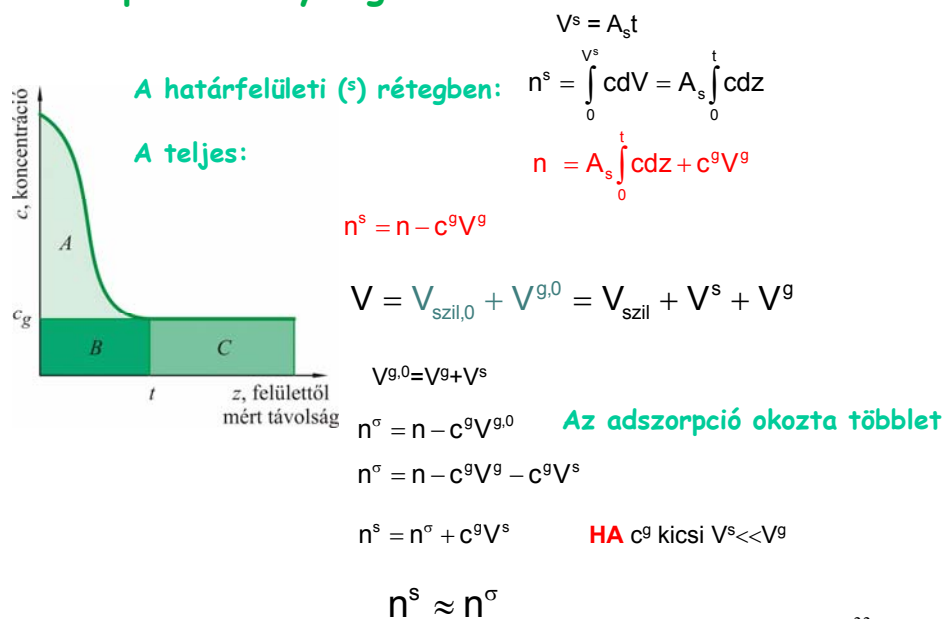 Vˢ = Aₛt
A határfelületi (ˢ) rétegben: nˢ = ∫₀^(Vˢ) cdV = Aₛ∫₀^t cdz
A teljes: n = Aₛ∫₀^t cdz + cᵍVᵍ
c, koncentráció
A
c_g
B
C
t
z, felülettől
mért távolság
nˢ = n − cᵍVᵍ
V = V_szil,0 + V^g,0 = V_szil + Vˢ + Vᵍ
V^g,0=Vᵍ+Vˢ
n^σ = n − cᵍV^g,0 Az adszorpció okozta többlet
n^σ = n − cᵍVᵍ − cᵍVˢ
nˢ = n^σ + cᵍVˢ HA cᵍ kicsi Vˢ<<Vᵍ
nˢ ≈ n^σ